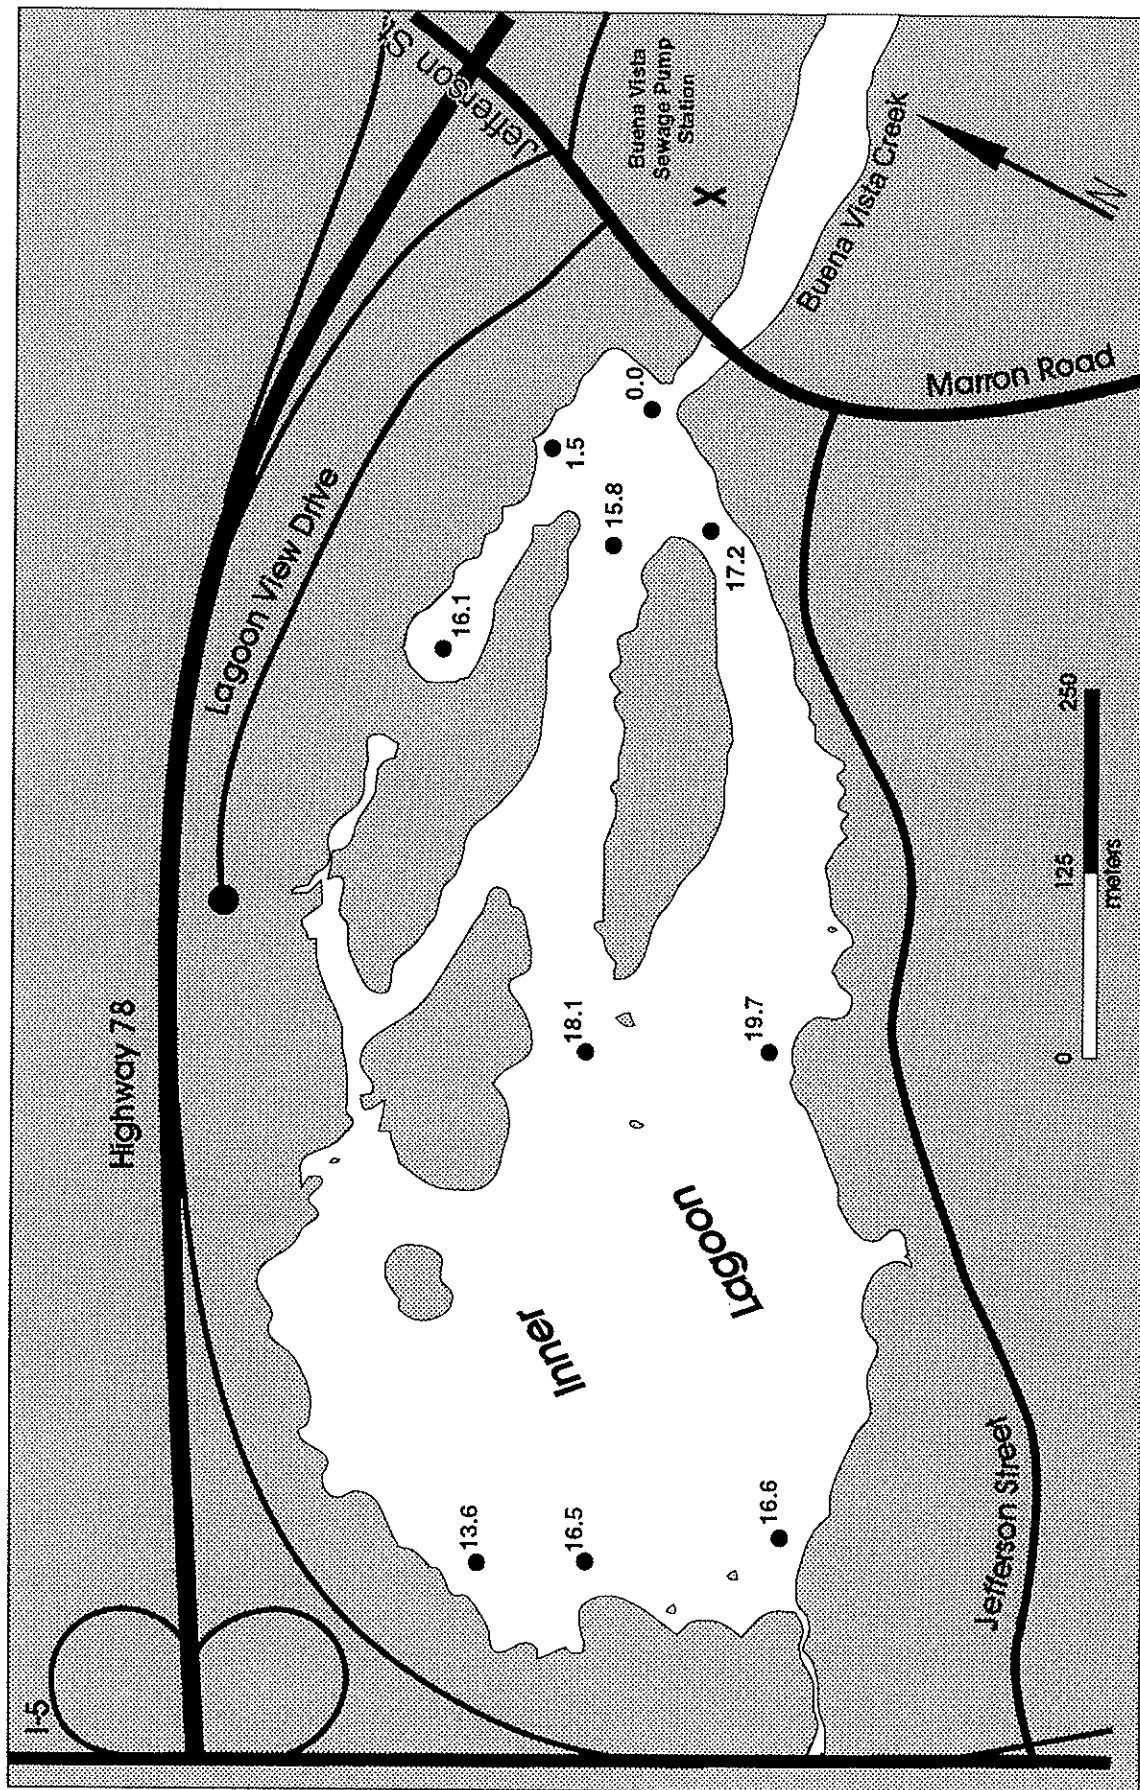 I-5
Highway 78
Lagoon View Drive
Jefferson St.
Buena Vista
Sewage Pump
Station
X
Buena Vista Creek
N
Marron Road
0.0
1.5
15.8
17.2
16.1
18.1
19.7
13.6
16.5
16.6
Inner
Lagoon
0 125 250
meters
Jefferson Street